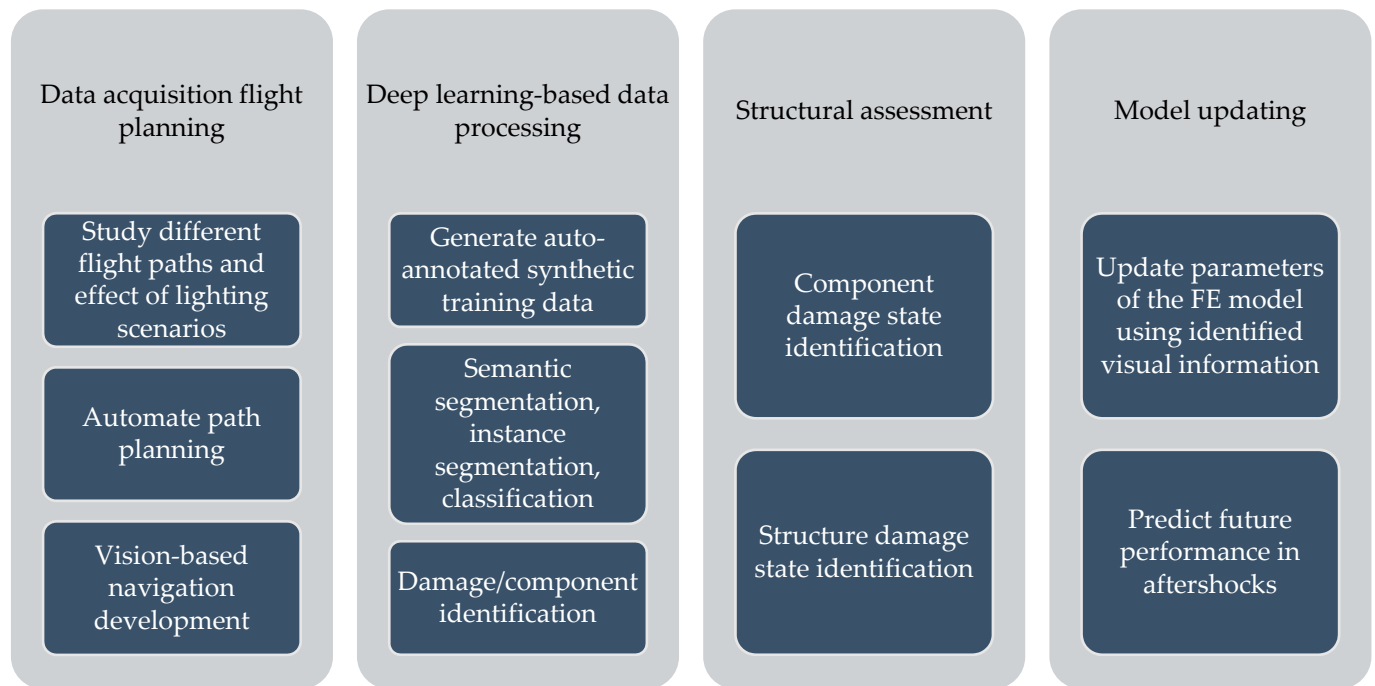 Data acquisition flight
planning
Study different
flight paths and
effect of lighting
scenarios
Automate path
planning
Vision-based
navigation
development
Deep learning-based data
processing
Generate auto-
annotated synthetic
training data
Semantic
segmentation,
instance
segmentation,
classification
Damage/component
identification
Structural assessment
Component
damage state
identification
Structure damage
state identification
Model updating
Update parameters
of the FE model
using identified
visual information
Predict future
performance in
aftershocks